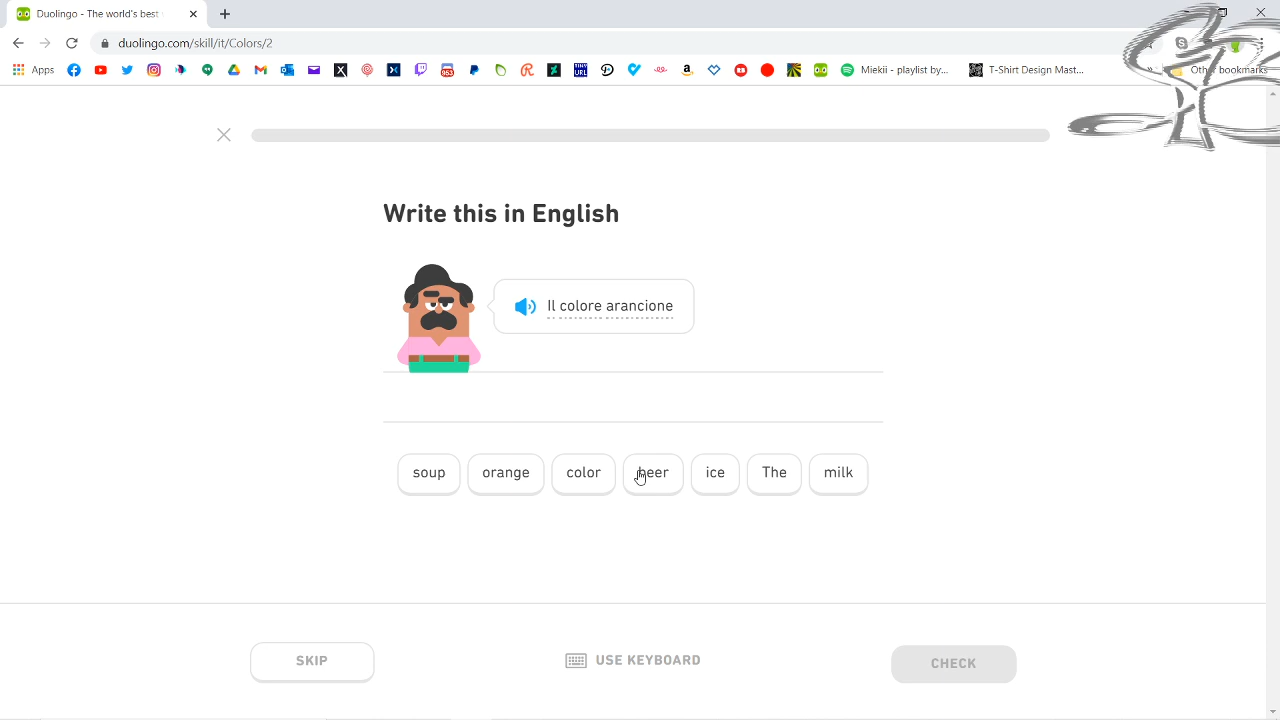 Duolingo - The world's best
duolingo.com/skill/it/Colors/2
Apps
Miekii - playlist by...
T-Shirt Design Mast...
»
Other bookmarks
Write this in English
Il colore arancione
soup orange color beer ice The milk
SKIP
USE KEYBOARD
CHECK